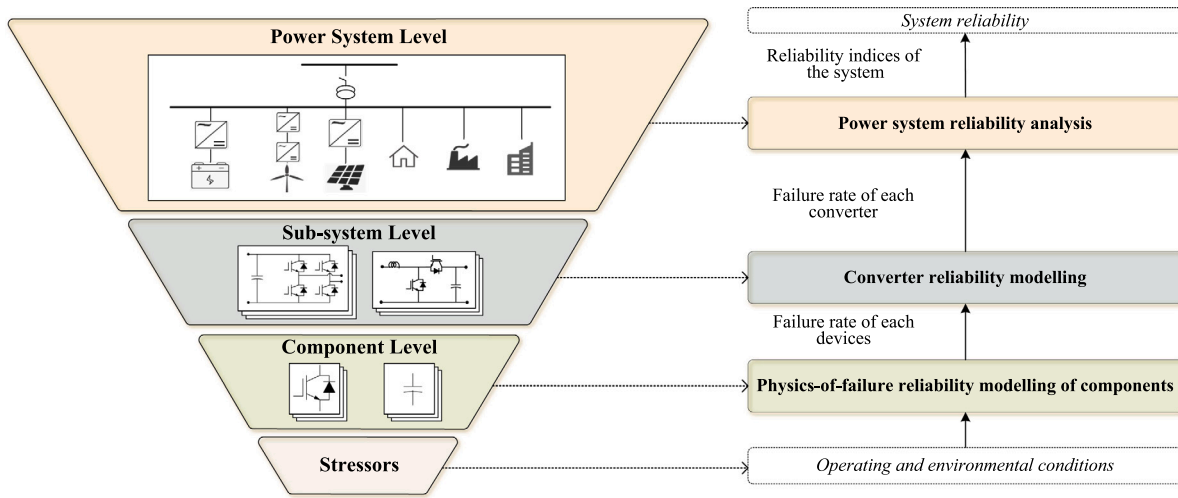 Power System Level
Sub-system Level
Component Level
Stressors
System reliability
Reliability indices of
the system
Power system reliability analysis
Failure rate of each
converter
Converter reliability modelling
Failure rate of each
devices
Physics-of-failure reliability modelling of components
Operating and environmental conditions